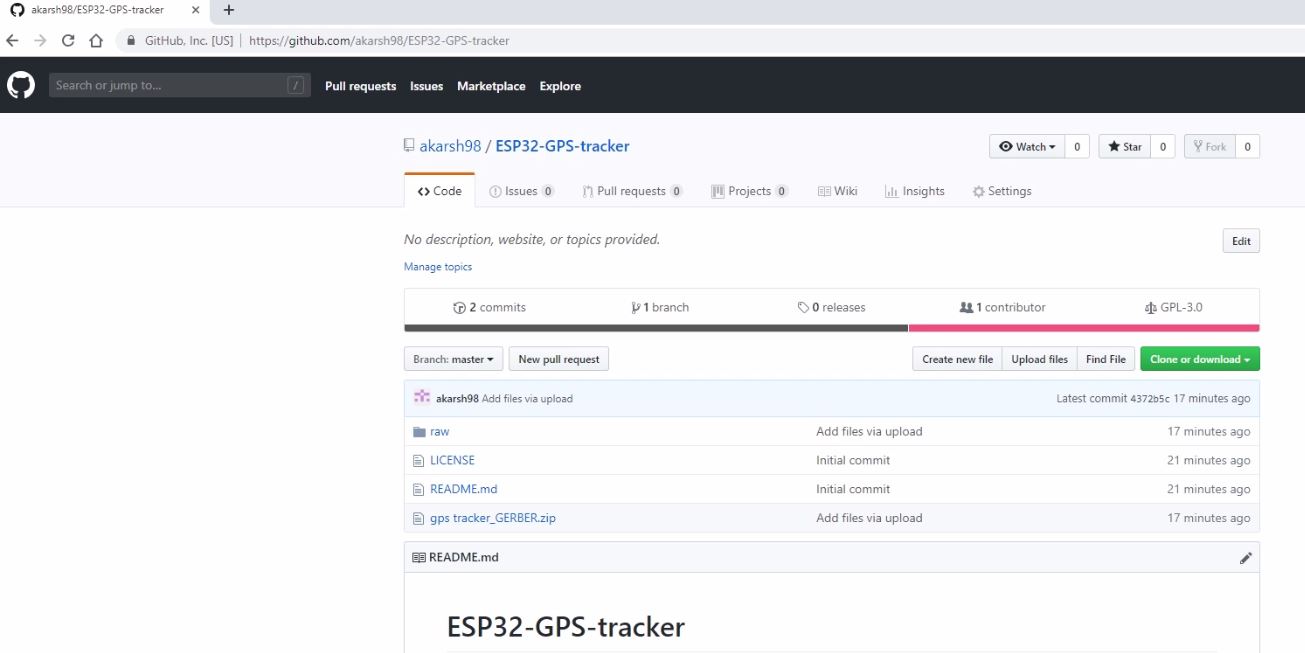 akarsh98/ESP32-GPS-tracker
GitHub, Inc. [US] | https://github.com/akarsh98/ESP32-GPS-tracker
Search or jump to... / Pull requests Issues Marketplace Explore
akarsh98 / ESP32-GPS-tracker Watch 0 Star 0 Fork 0
Code Issues 0 Pull requests 0 Projects 0 Wiki Insights Settings
No description, website, or topics provided. Edit
Manage topics
2 commits 1 branch 0 releases 1 contributor GPL-3.0
Branch: master New pull request Create new file Upload files Find File Clone or download
akarsh98 Add files via upload Latest commit 4372b5c 17 minutes ago
raw Add files via upload 17 minutes ago
LICENSE Initial commit 21 minutes ago
README.md Initial commit 21 minutes ago
gps tracker_GERBER.zip Add files via upload 17 minutes ago
README.md
ESP32-GPS-tracker